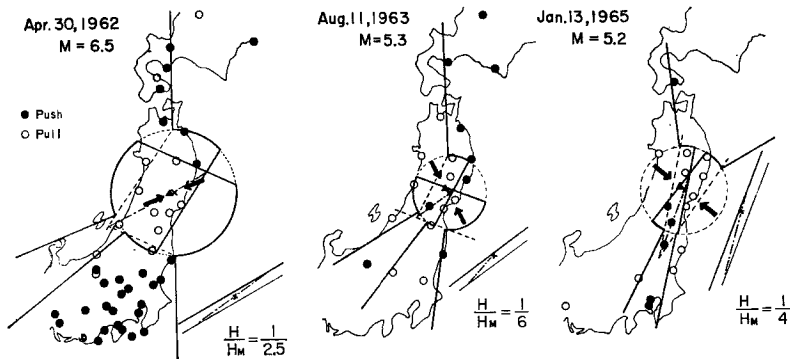 Apr. 30, 1962
M = 6.5
● Push
○ Pull
H/HM = 1/2.5
Aug. 11, 1963
M = 5.3
H/HM = 1/6
Jan. 13, 1965
M = 5.2
H/HM = 1/4